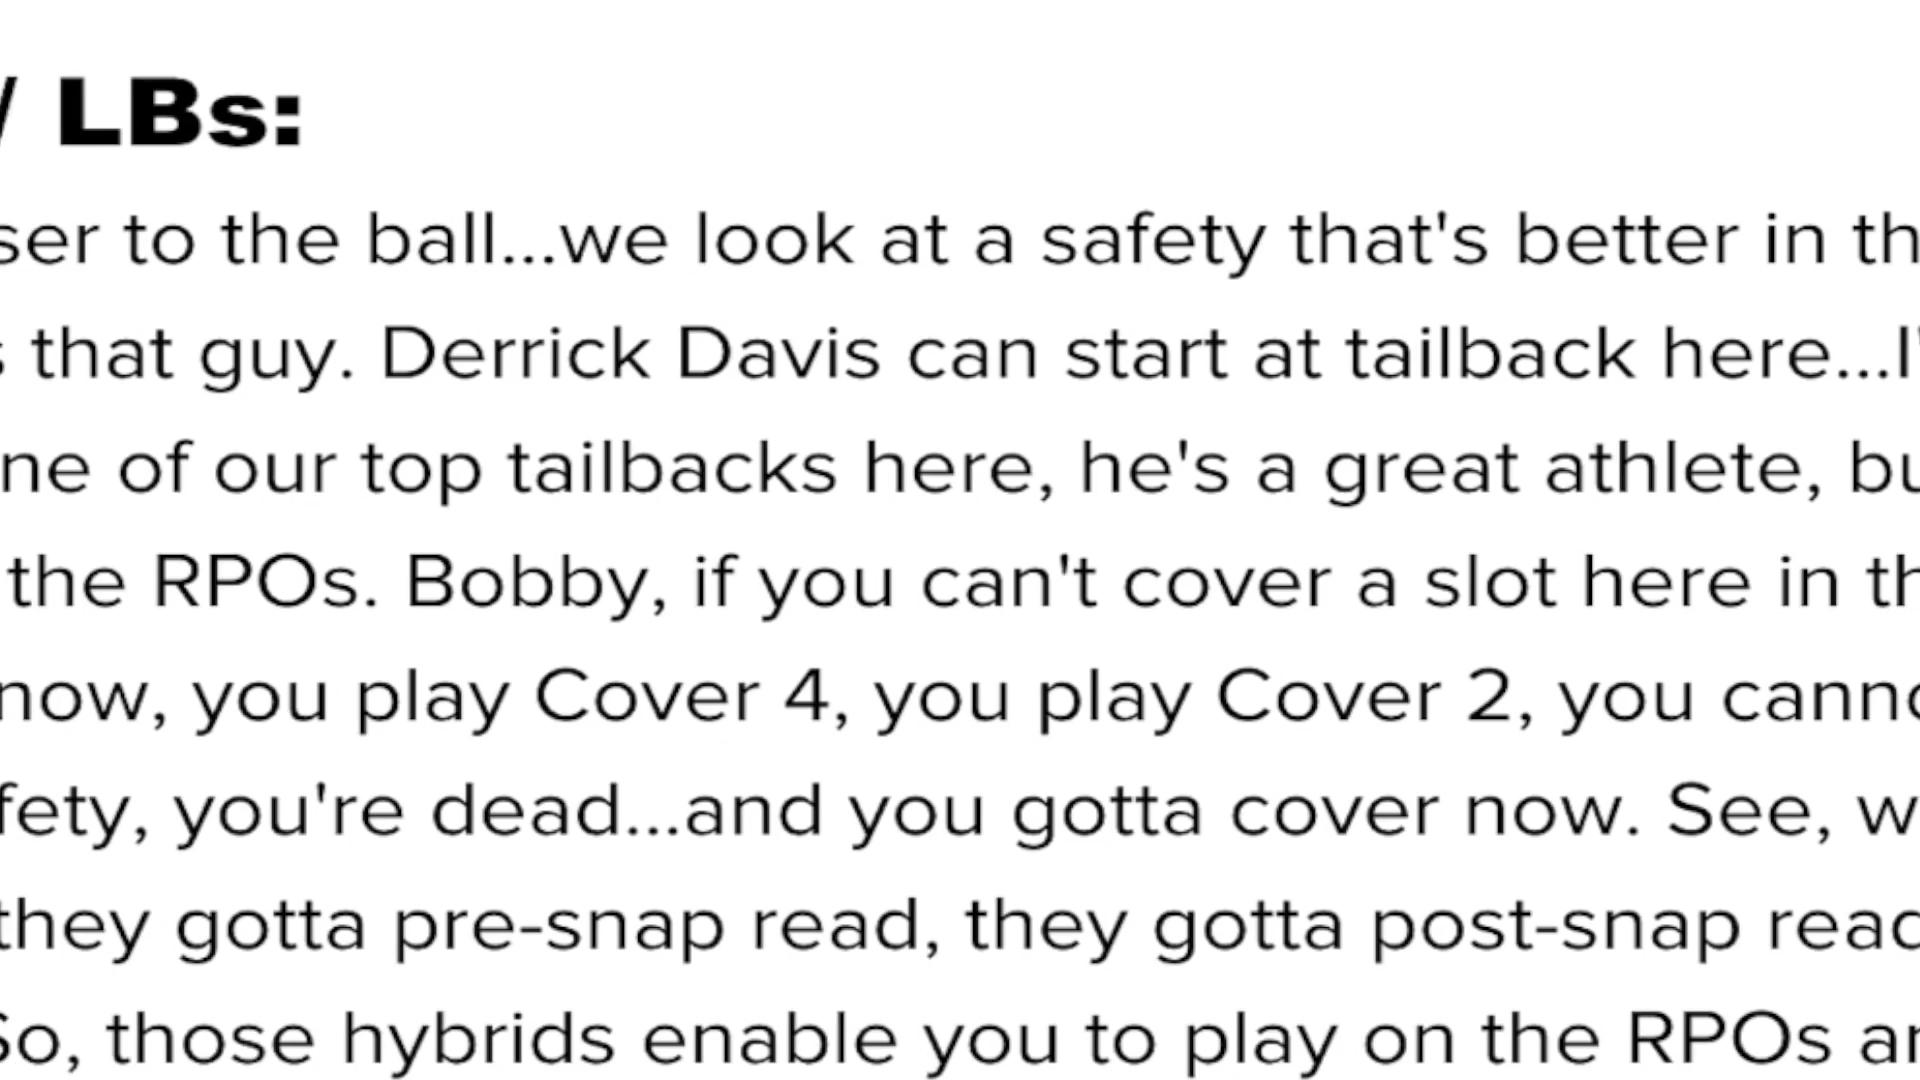 / LBs:
ser to the ball...we look at a safety that's better in th
s that guy. Derrick Davis can start at tailback here...I'
ne of our top tailbacks here, he's a great athlete, bu
the RPOs. Bobby, if you can't cover a slot here in th
now, you play Cover 4, you play Cover 2, you canno
fety, you're dead...and you gotta cover now. See, w
they gotta pre-snap read, they gotta post-snap read
So, those hybrids enable you to play on the RPOs an